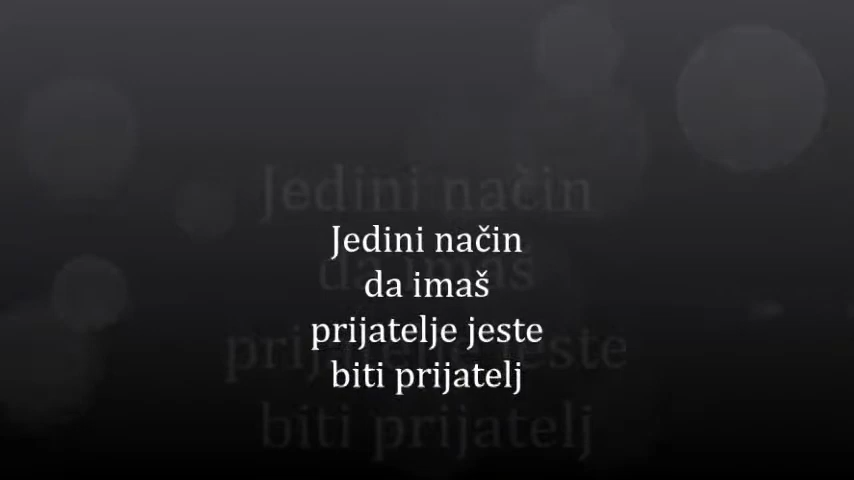 Jedini način
da imaš
prijatelje jeste
biti prijatelj